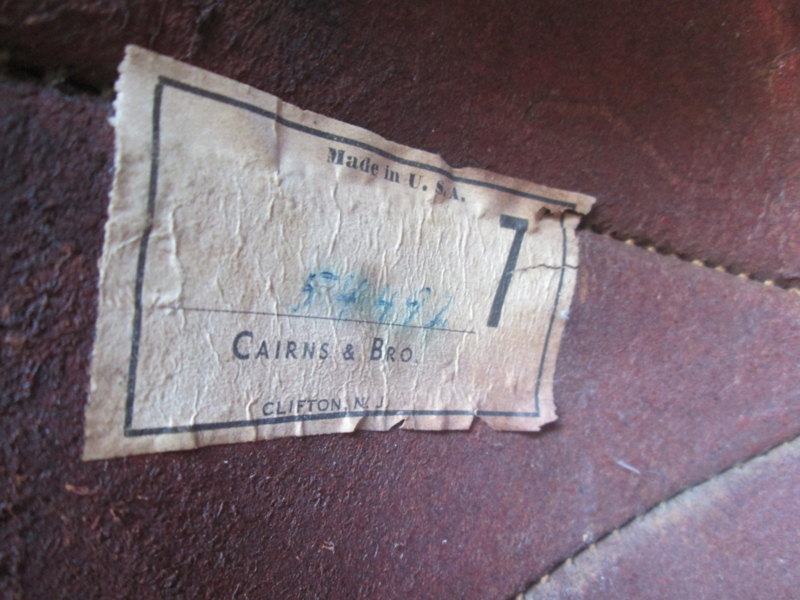 Made in U. S.A.
7
CAIRNS & BRO.
CLIFTON, N. J.